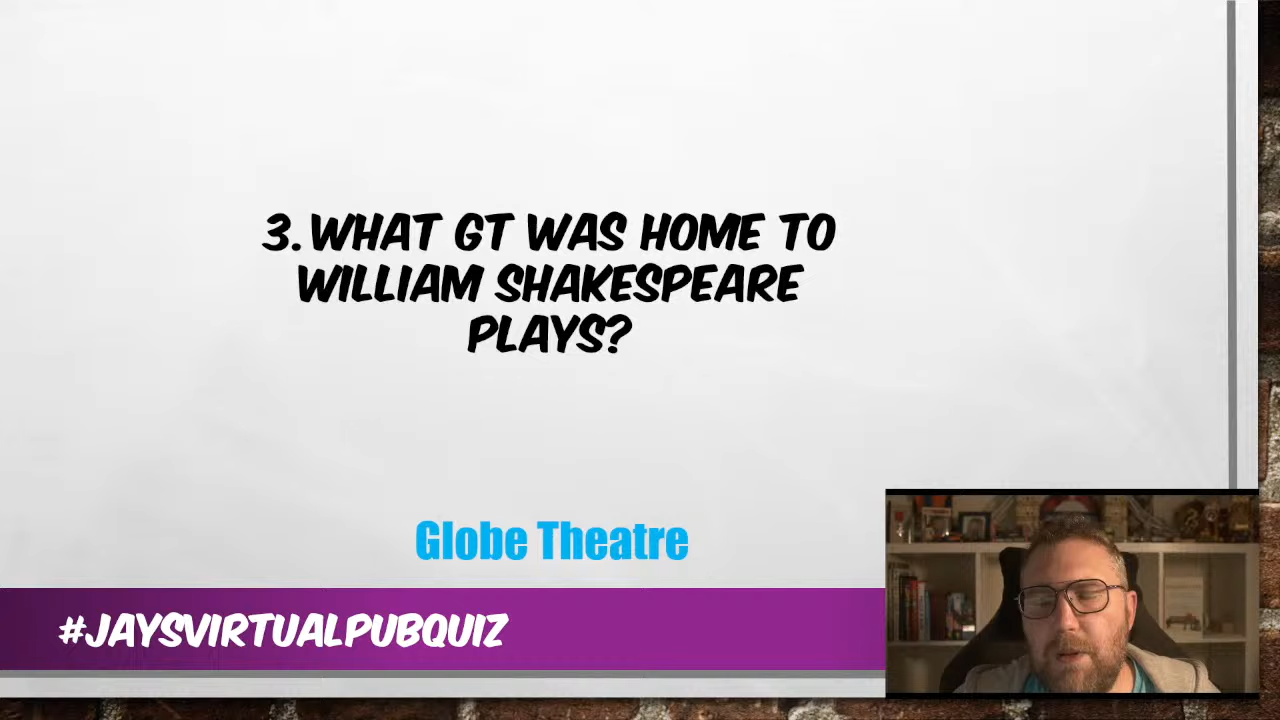 3. WHAT GT WAS HOME TO
WILLIAM SHAKESPEARE
PLAYS?
Globe Theatre
#JAYSVIRTUALPUBQUIZ